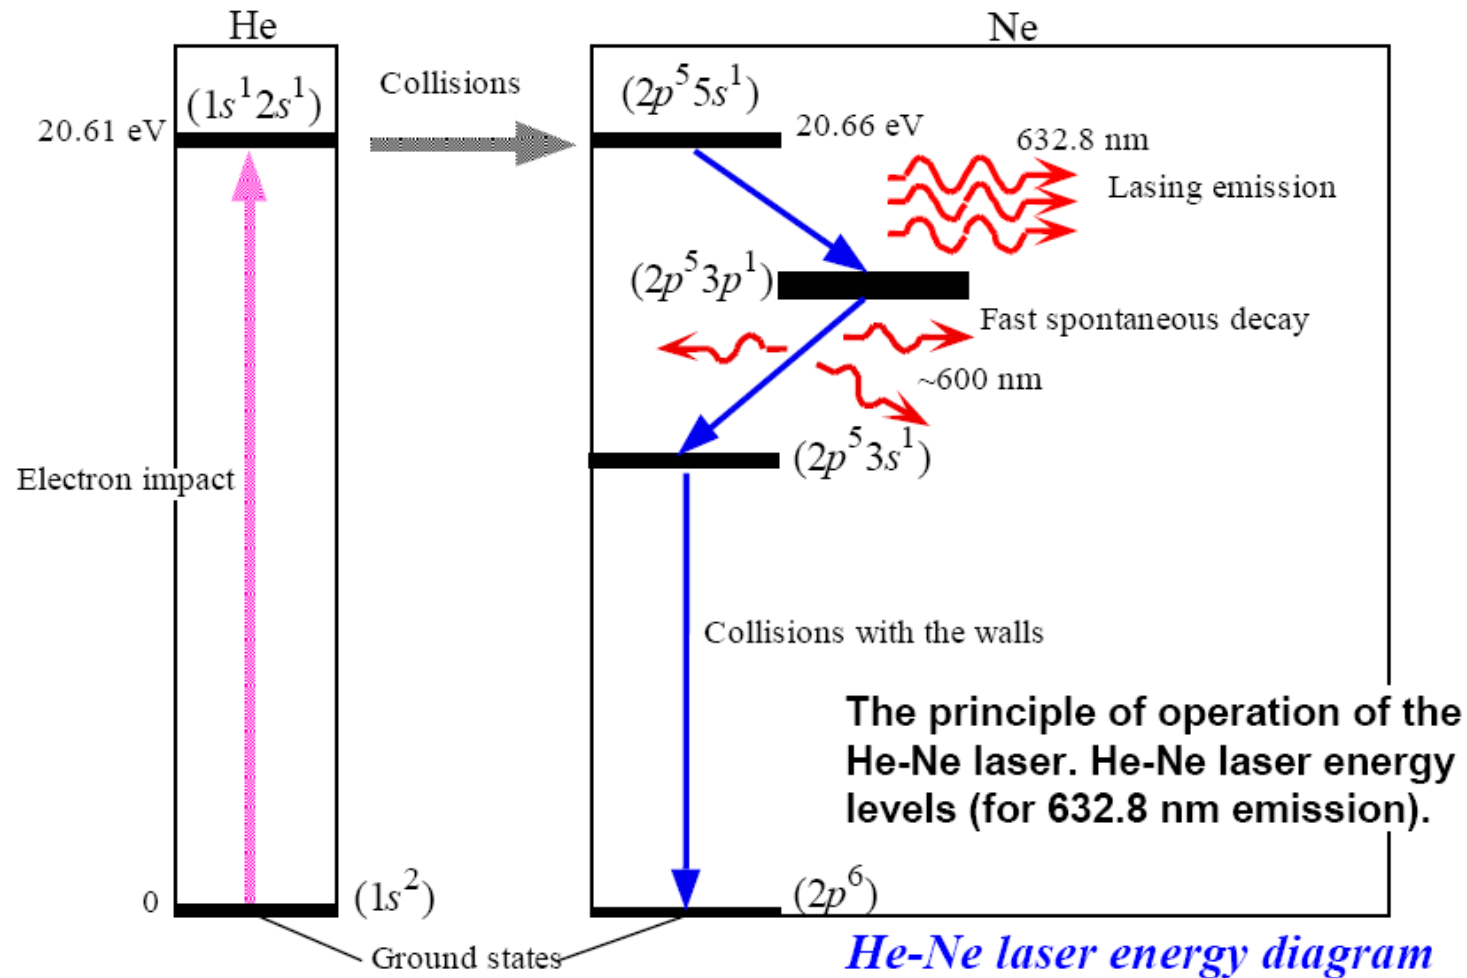 He
Ne
(1s¹2s¹)
Collisions
(2p⁵5s¹)
20.61 eV
20.66 eV
632.8 nm
Lasing emission
(2p⁵3p¹)
Fast spontaneous decay
~600 nm
(2p⁵3s¹)
Electron impact
Collisions with the walls
The principle of operation of the
He-Ne laser. He-Ne laser energy
levels (for 632.8 nm emission).
0
(1s²)
(2p⁶)
Ground states
He-Ne laser energy diagram